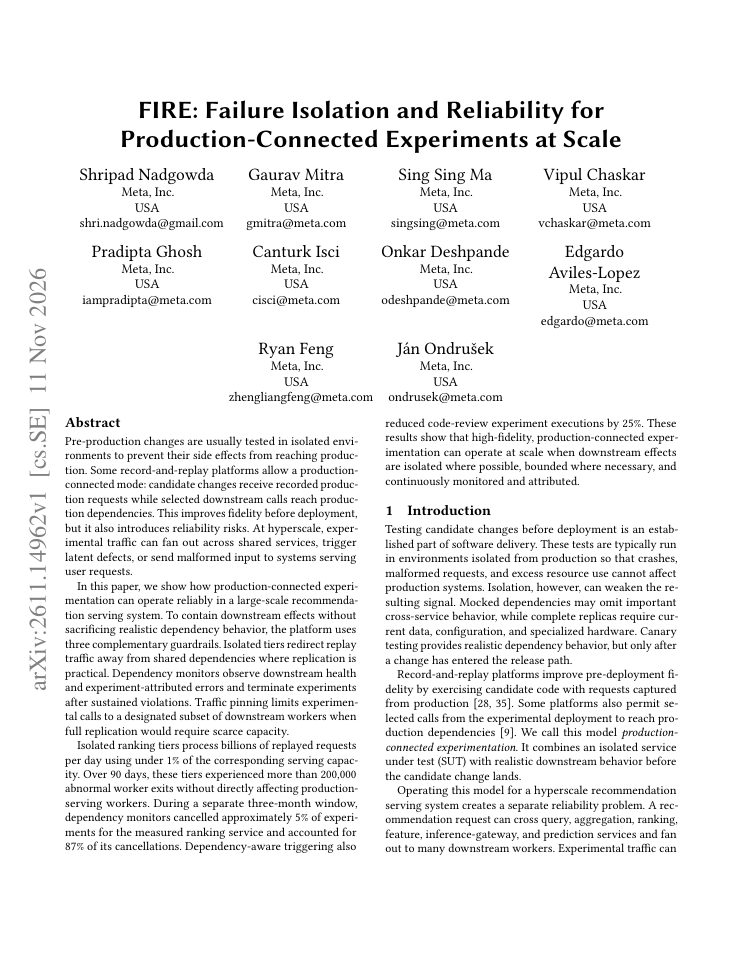 FIRE: Failure Isolation and Reliability for
Production-Connected Experiments at Scale
Shripad Nadgowda
Meta, Inc.
USA
shri.nadgowda@gmail.com
Gaurav Mitra
Meta, Inc.
USA
gmitra@meta.com
Sing Sing Ma
Meta, Inc.
USA
singsing@meta.com
Vipul Chaskar
Meta, Inc.
USA
vchaskar@meta.com
Pradipta Ghosh
Meta, Inc.
USA
iampradipta@meta.com
Canturk Isci
Meta, Inc.
USA
cisci@meta.com
Onkar Deshpande
Meta, Inc.
USA
odeshpande@meta.com
Edgardo
Aviles-Lopez
Meta, Inc.
USA
edgardo@meta.com
Ryan Feng
Meta, Inc.
USA
zhengliangfeng@meta.com
Ján Ondrušek
Meta, Inc.
USA
ondrusek@meta.com
arXiv:2611.14962v1 [cs.SE] 11 Nov 2026
Abstract
Pre-production changes are usually tested in isolated envi-
ronments to prevent their side effects from reaching produc-
tion. Some record-and-replay platforms allow a production-
connected mode: candidate changes receive recorded produc-
tion requests while selected downstream calls reach produc-
tion dependencies. This improves fidelity before deployment,
but it also introduces reliability risks. At hyperscale, exper-
imental traffic can fan out across shared services, trigger
latent defects, or send malformed input to systems serving
user requests.
In this paper, we show how production-connected experi-
mentation can operate reliably in a large-scale recommenda-
tion serving system. To contain downstream effects without
sacrificing realistic dependency behavior, the platform uses
three complementary guardrails. Isolated tiers redirect replay
traffic away from shared dependencies where replication is
practical. Dependency monitors observe downstream health
and experiment-attributed errors and terminate experiments
after sustained violations. Traffic pinning limits experimen-
tal calls to a designated subset of downstream workers when
full replication would require scarce capacity.
Isolated ranking tiers process billions of replayed requests
per day using under 1% of the corresponding serving capac-
ity. Over 90 days, these tiers experienced more than 200,000
abnormal worker exits without directly affecting production-
serving workers. During a separate three-month window,
dependency monitors cancelled approximately 5% of experi-
ments for the measured ranking service and accounted for
87% of its cancellations. Dependency-aware triggering also
reduced code-review experiment executions by 25%. These
results show that high-fidelity, production-connected exper-
imentation can operate at scale when downstream effects
are isolated where possible, bounded where necessary, and
continuously monitored and attributed.
1 Introduction
Testing candidate changes before deployment is an estab-
lished part of software delivery. These tests are typically run
in environments isolated from production so that crashes,
malformed requests, and excess resource use cannot affect
production systems. Isolation, however, can weaken the re-
sulting signal. Mocked dependencies may omit important
cross-service behavior, while complete replicas require cur-
rent data, configuration, and specialized hardware. Canary
testing provides realistic dependency behavior, but only after
a change has entered the release path.
Record-and-replay platforms improve pre-deployment fi-
delity by exercising candidate code with requests captured
from production [28, 35]. Some platforms also permit se-
lected calls from the experimental deployment to reach pro-
duction dependencies [9]. We call this model production-
connected experimentation. It combines an isolated service
under test (SUT) with realistic downstream behavior before
the candidate change lands.
Operating this model for a hyperscale recommendation
serving system creates a separate reliability problem. A rec-
ommendation request can cross query, aggregation, ranking,
feature, inference-gateway, and prediction services and fan
out to many downstream workers. Experimental traffic can